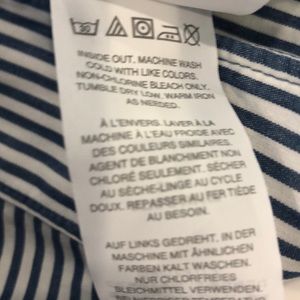 INSIDE OUT. MACHINE WASH
COLD WITH LIKE COLORS.
NON-CHLORINE BLEACH ONLY.
TUMBLE DRY LOW. WARM IRON
AS NEEDED.
À L'ENVERS. LAVER À LA
MACHINE À L'EAU FROIDE AVEC
DES COULEURS SIMILAIRES.
AGENT DE BLANCHIMENT NON
CHLORÉ SEULEMENT. SÉCHER
AU SÈCHE-LINGE AU CYCLE
DOUX. REPASSER AU FER TIÈDE
AU BESOIN.
AUF LINKS GEDREHT. IN DER
MASCHINE MIT ÄHNLICHEN
FARBEN KALT WASCHEN.
NUR CHLORFREIES
BLEICHMITTEL VERWENDEN.